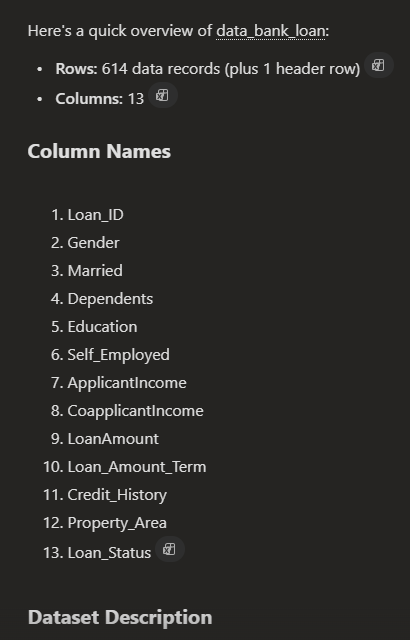 Here's a quick overview of data_bank_loan:
• Rows: 614 data records (plus 1 header row)
• Columns: 13
Column Names
1. Loan_ID
2. Gender
3. Married
4. Dependents
5. Education
6. Self_Employed
7. ApplicantIncome
8. CoapplicantIncome
9. LoanAmount
10. Loan_Amount_Term
11. Credit_History
12. Property_Area
13. Loan_Status
Dataset Description